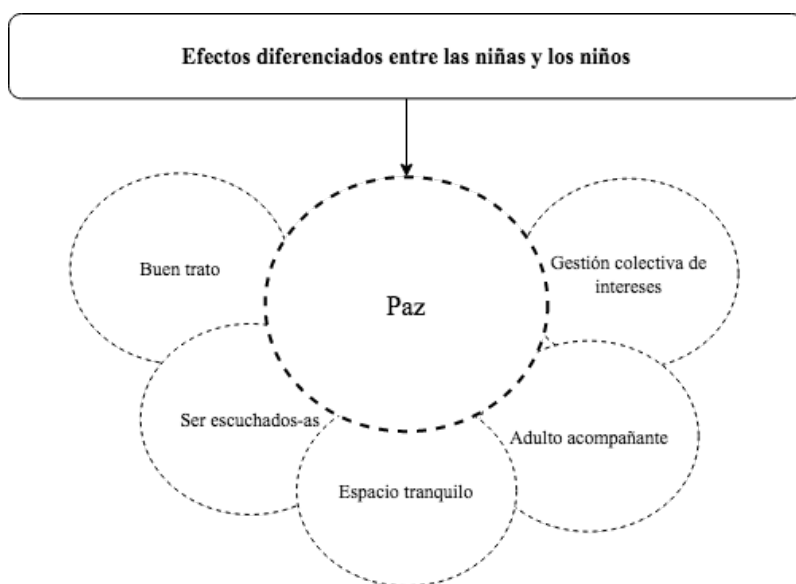 Efectos diferenciados entre las niñas y los niños
Buen trato
Paz
Gestión colectiva de
intereses
Ser escuchados-as
Adulto acompañante
Espacio tranquilo